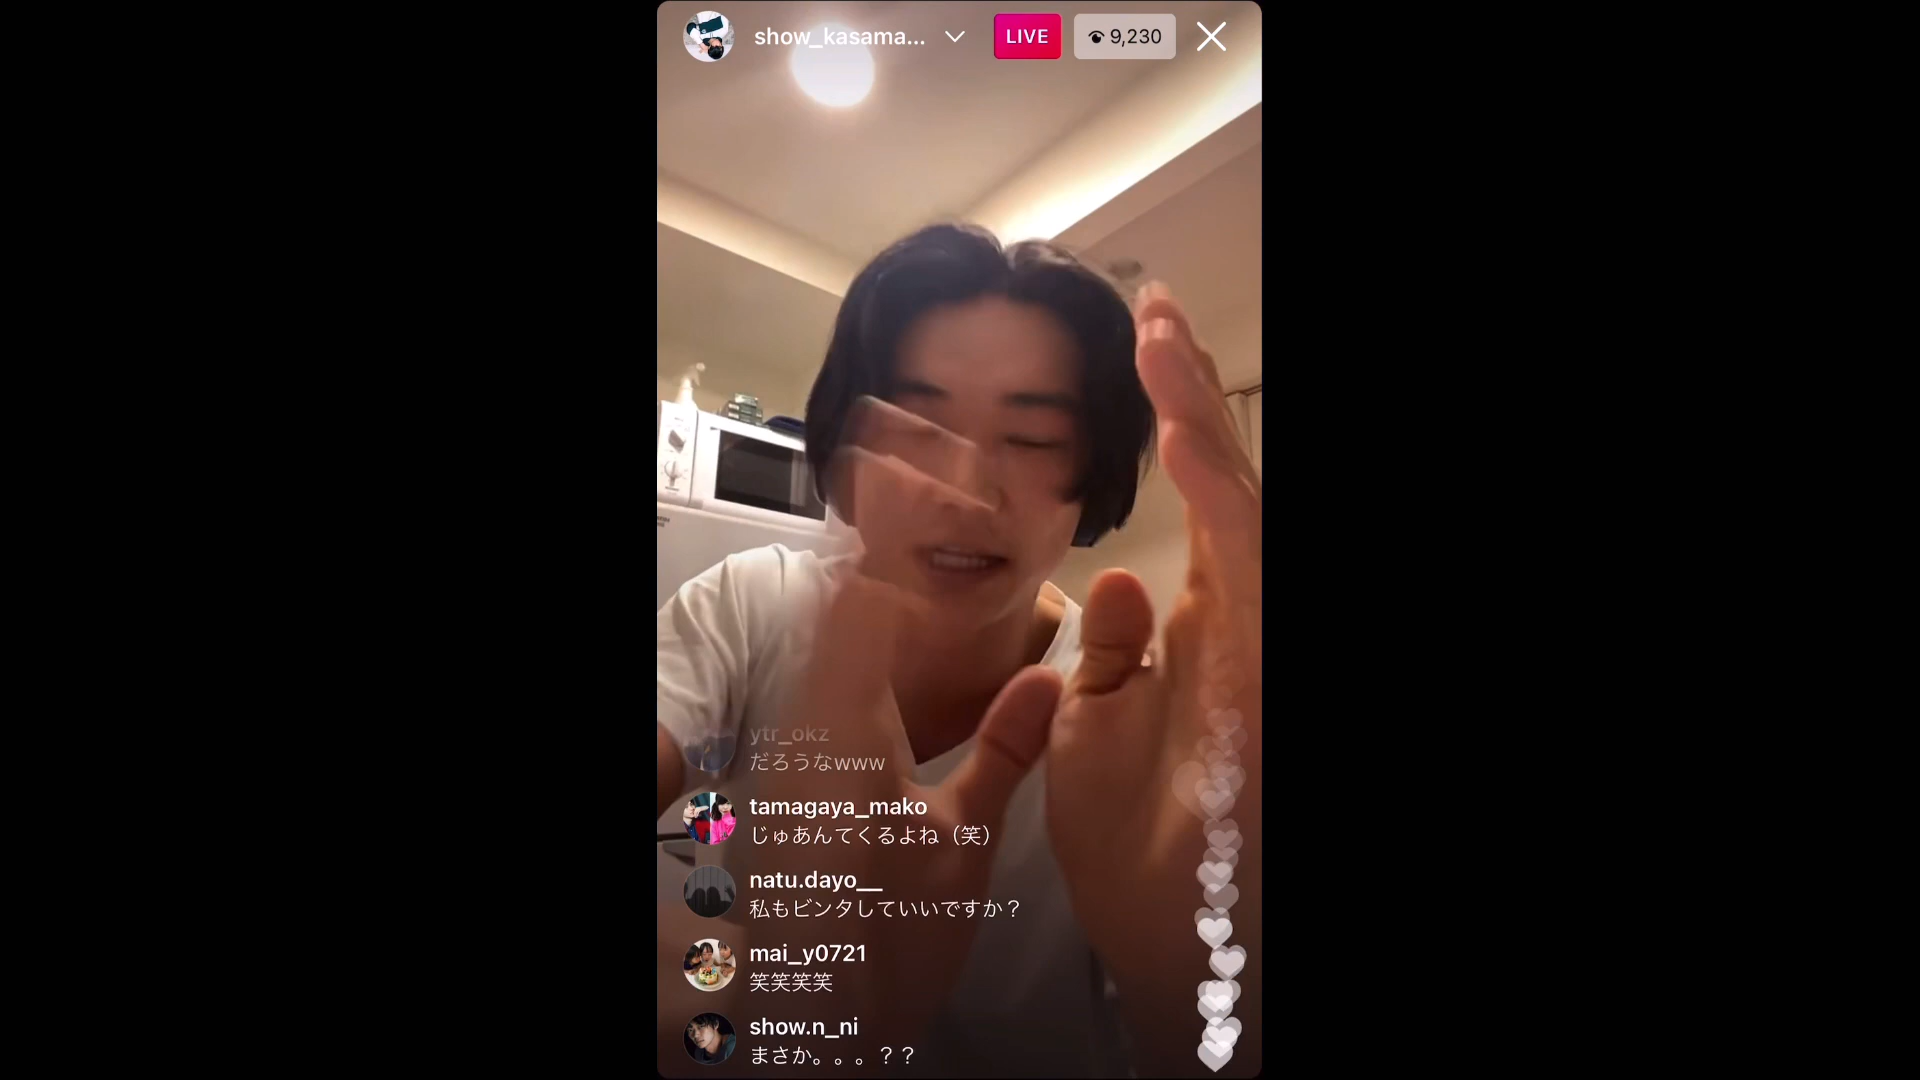 show_kasama...
LIVE
9,230
ytr_okz
だろうなwww
tamagaya_mako
じゅあんてくるよね（笑）
natu.dayo__
私もビンタしていいですか？
mai_y0721
笑笑笑笑
show.n_ni
まさか。。。？？